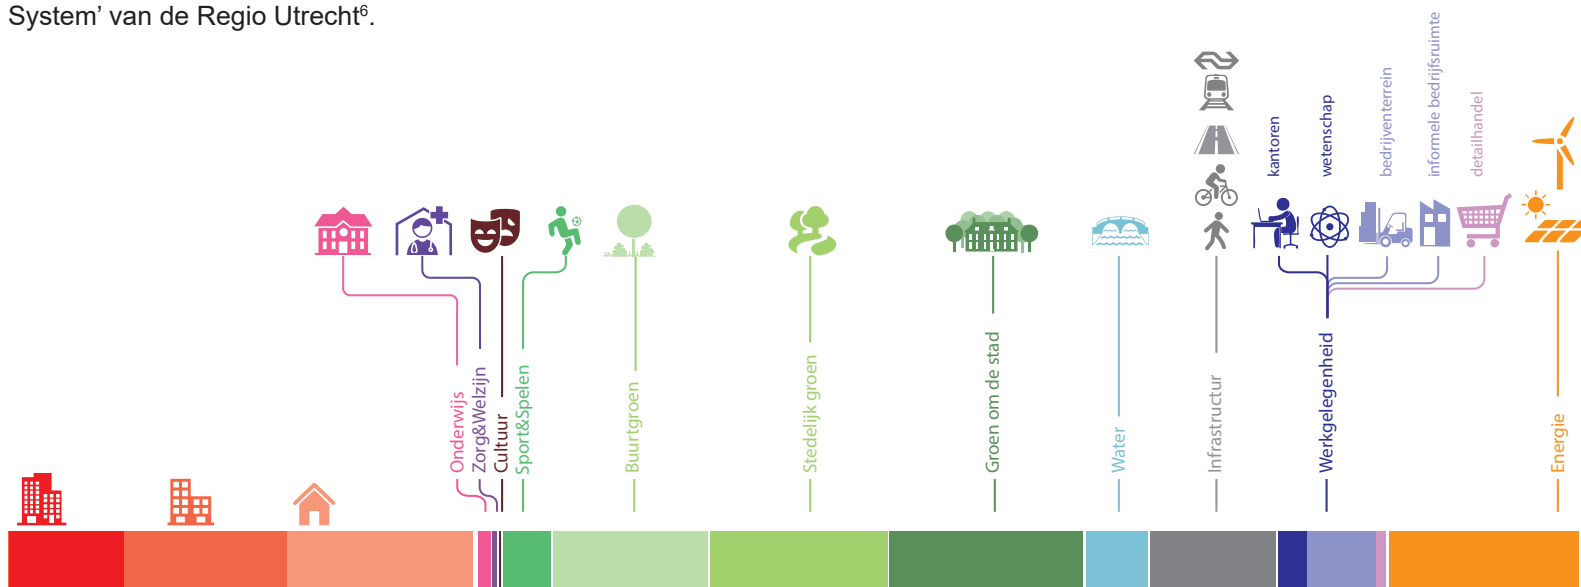 System’ van de Regio Utrecht⁶.
kantoren
wetenschap
bedrijventerrein
informele bedrijfsruimte
detailhandel
Onderwijs
Zorg&Welzijn
Cultuur
Sport&Spelen
Buurtgroen
Stedelijk groen
Groen om de stad
Water
Infrastructur
Werkgelegenheid
Energie